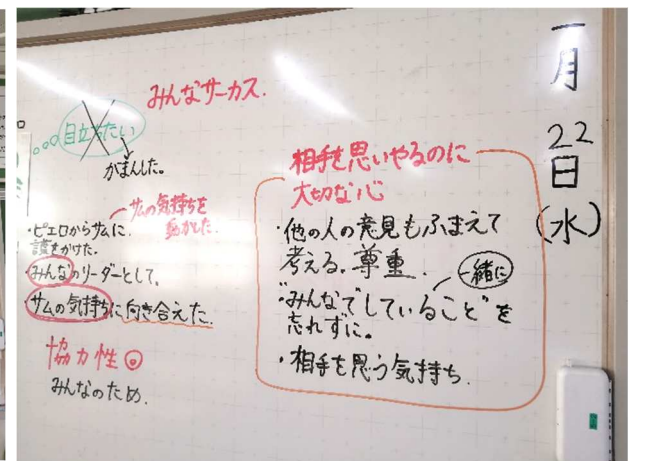 一月
22日
(水)
みんなサーカス.
目立ちたい
がまんした。
サムの気持ちを
動かした.
・ピエロからサムに.
声をかけた.
・みんなのリーダーとして.
サムの気持ちに向き合えた.
協力性◎
みんなのため.
相手を思いやるのに
大切な心
・他の人の意見もふまえて
考える.尊重.
一緒に
・"みんなでしていること"を
忘れずに。
・相手を思う気持ち.